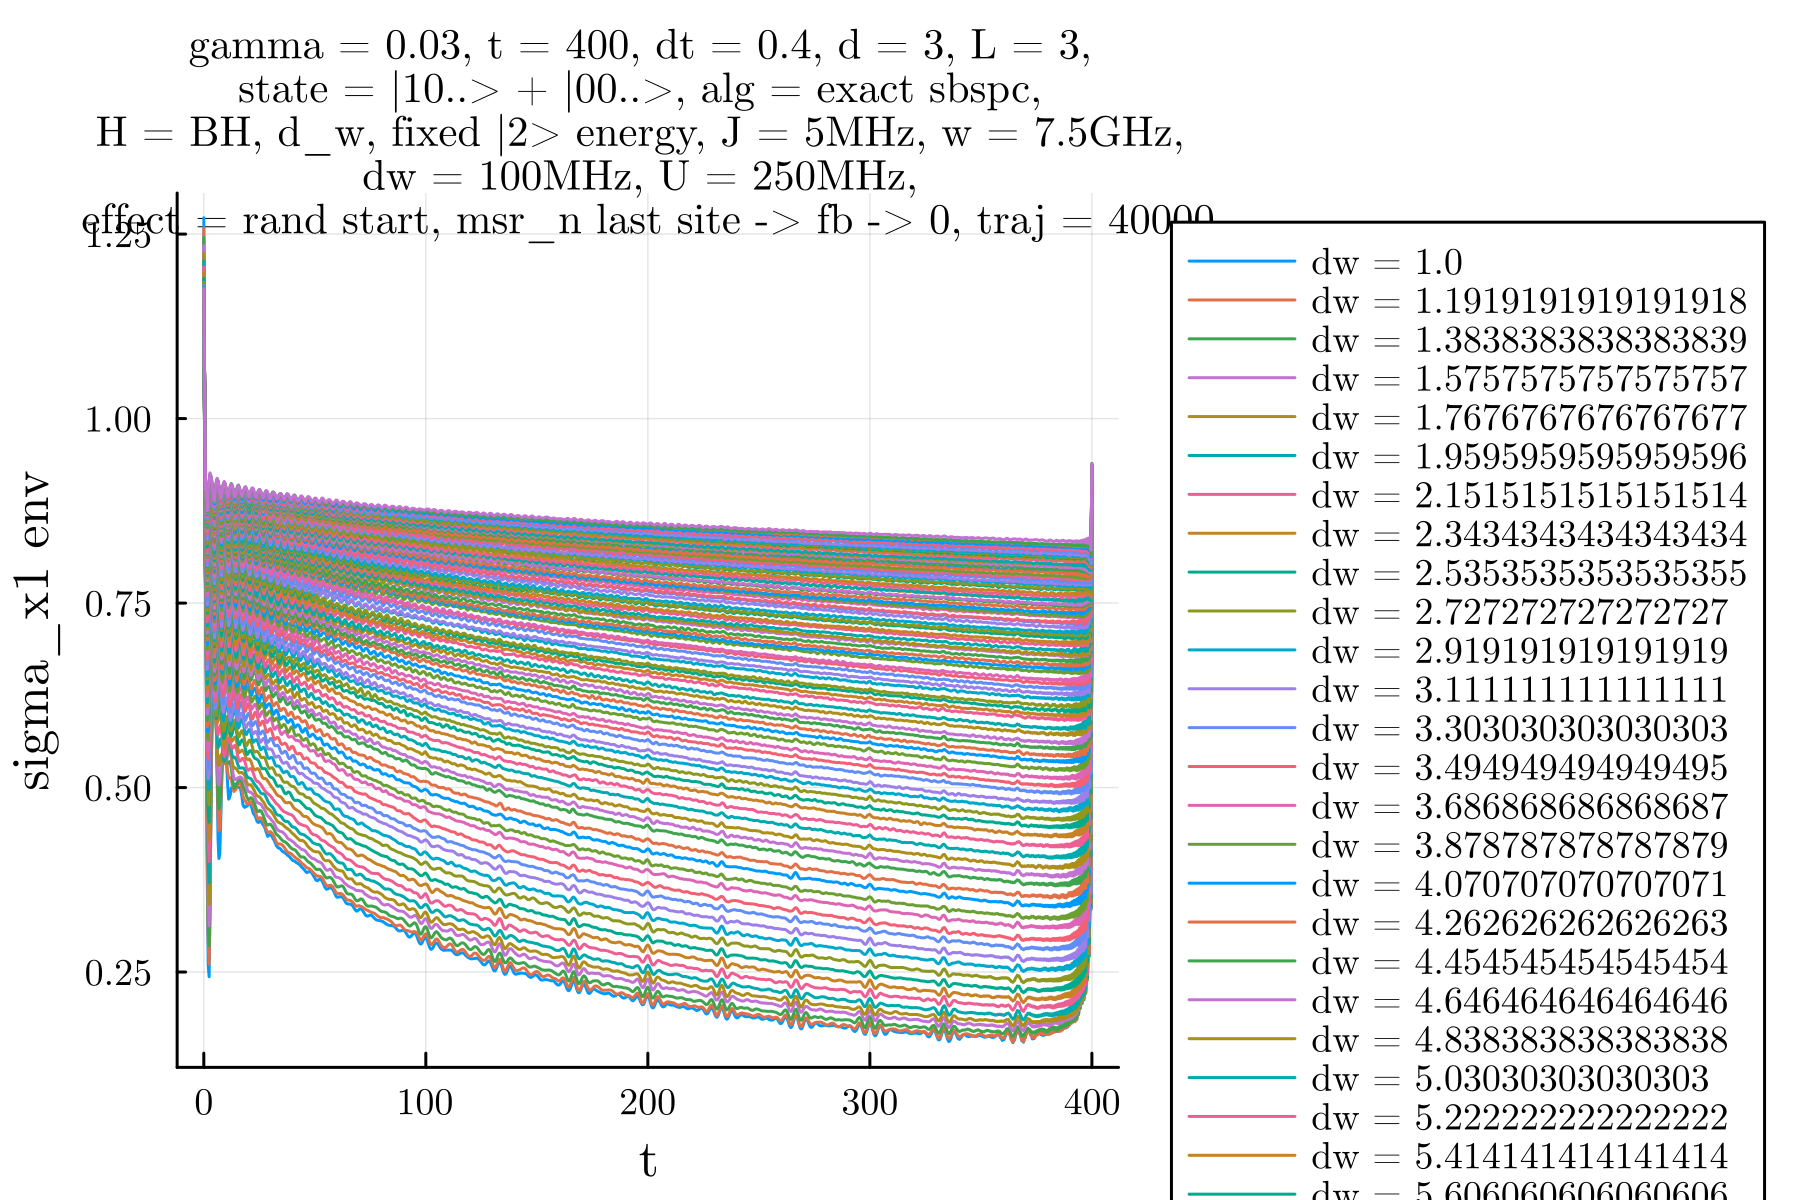 gamma = 0.03, t = 400, dt = 0.4, d = 3, L = 3,
state = |10..> + |00..>, alg = exact sbspc,
H = BH, d_w, fixed |2> energy, J = 5MHz, w = 7.5GHz,
dw = 100MHz, U = 250MHz,
effect = rand start, msr_n last site -> fb -> 0, traj = 40000
1.25
1.00
0.75
0.50
0.25
sigma_x1 env
0 100 200 300 400
t
dw = 1.0
dw = 1.1919191919191918
dw = 1.3838383838383839
dw = 1.5757575757575757
dw = 1.7676767676767677
dw = 1.9595959595959596
dw = 2.1515151515151514
dw = 2.3434343434343434
dw = 2.5353535353535355
dw = 2.727272727272727
dw = 2.919191919191919
dw = 3.111111111111111
dw = 3.303030303030303
dw = 3.494949494949495
dw = 3.686868686868687
dw = 3.878787878787879
dw = 4.070707070707071
dw = 4.262626262626263
dw = 4.454545454545454
dw = 4.646464646464646
dw = 4.838383838383838
dw = 5.03030303030303
dw = 5.222222222222222
dw = 5.414141414141414
dw = 5.606060606060606